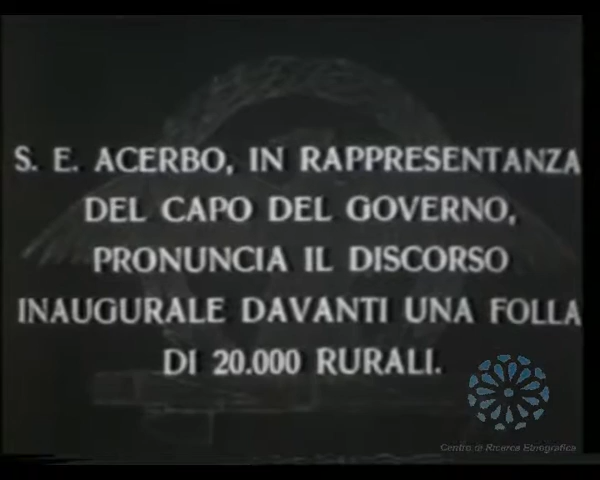 S. E. ACERBO, IN RAPPRESENTANZA
DEL CAPO DEL GOVERNO,
PRONUNCIA IL DISCORSO
INAUGURALE DAVANTI UNA FOLLA
DI 20.000 RURALI.
Centro di Ricerca Etnografica